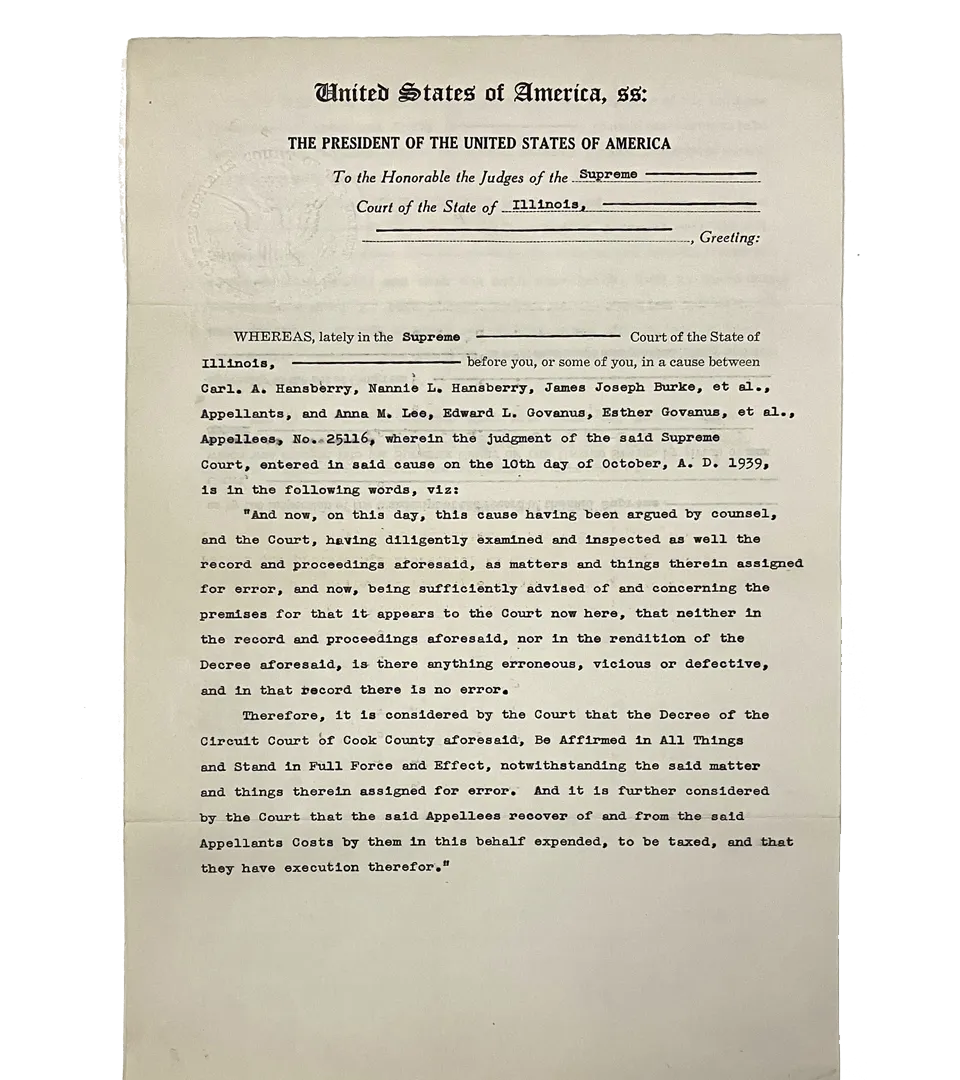 United States of America, ss:
THE PRESIDENT OF THE UNITED STATES OF AMERICA
To the Honorable the Judges of the Supreme
Court of the State of Illinois,
, Greeting:
WHEREAS, lately in the Supreme Court of the State of
Illinois, before you, or some of you, in a cause between
Carl. A. Hansberry, Nannie L. Hansberry, James Joseph Burke, et al.,
Appellants, and Anna M. Lee, Edward L. Govanus, Esther Govanus, et al.,
Appellees, No. 25116, wherein the judgment of the said Supreme
Court, entered in said cause on the 10th day of October, A. D. 1939,
is in the following words, viz:
"And now, on this day, this cause having been argued by counsel,
and the Court, having diligently examined and inspected as well the
record and proceedings aforesaid, as matters and things therein assigned
for error, and now, being sufficiently advised of and concerning the
premises for that it appears to the Court now here, that neither in
the record and proceedings aforesaid, nor in the rendition of the
Decree aforesaid, is there anything erroneous, vicious or defective,
and in that record there is no error.
Therefore, it is considered by the Court that the Decree of the
Circuit Court of Cook County aforesaid, Be Affirmed in All Things
and Stand in Full Force and Effect, notwithstanding the said matter
and things therein assigned for error. And it is further considered
by the Court that the said Appellees recover of and from the said
Appellants Costs by them in this behalf expended, to be taxed, and that
they have execution therefor."